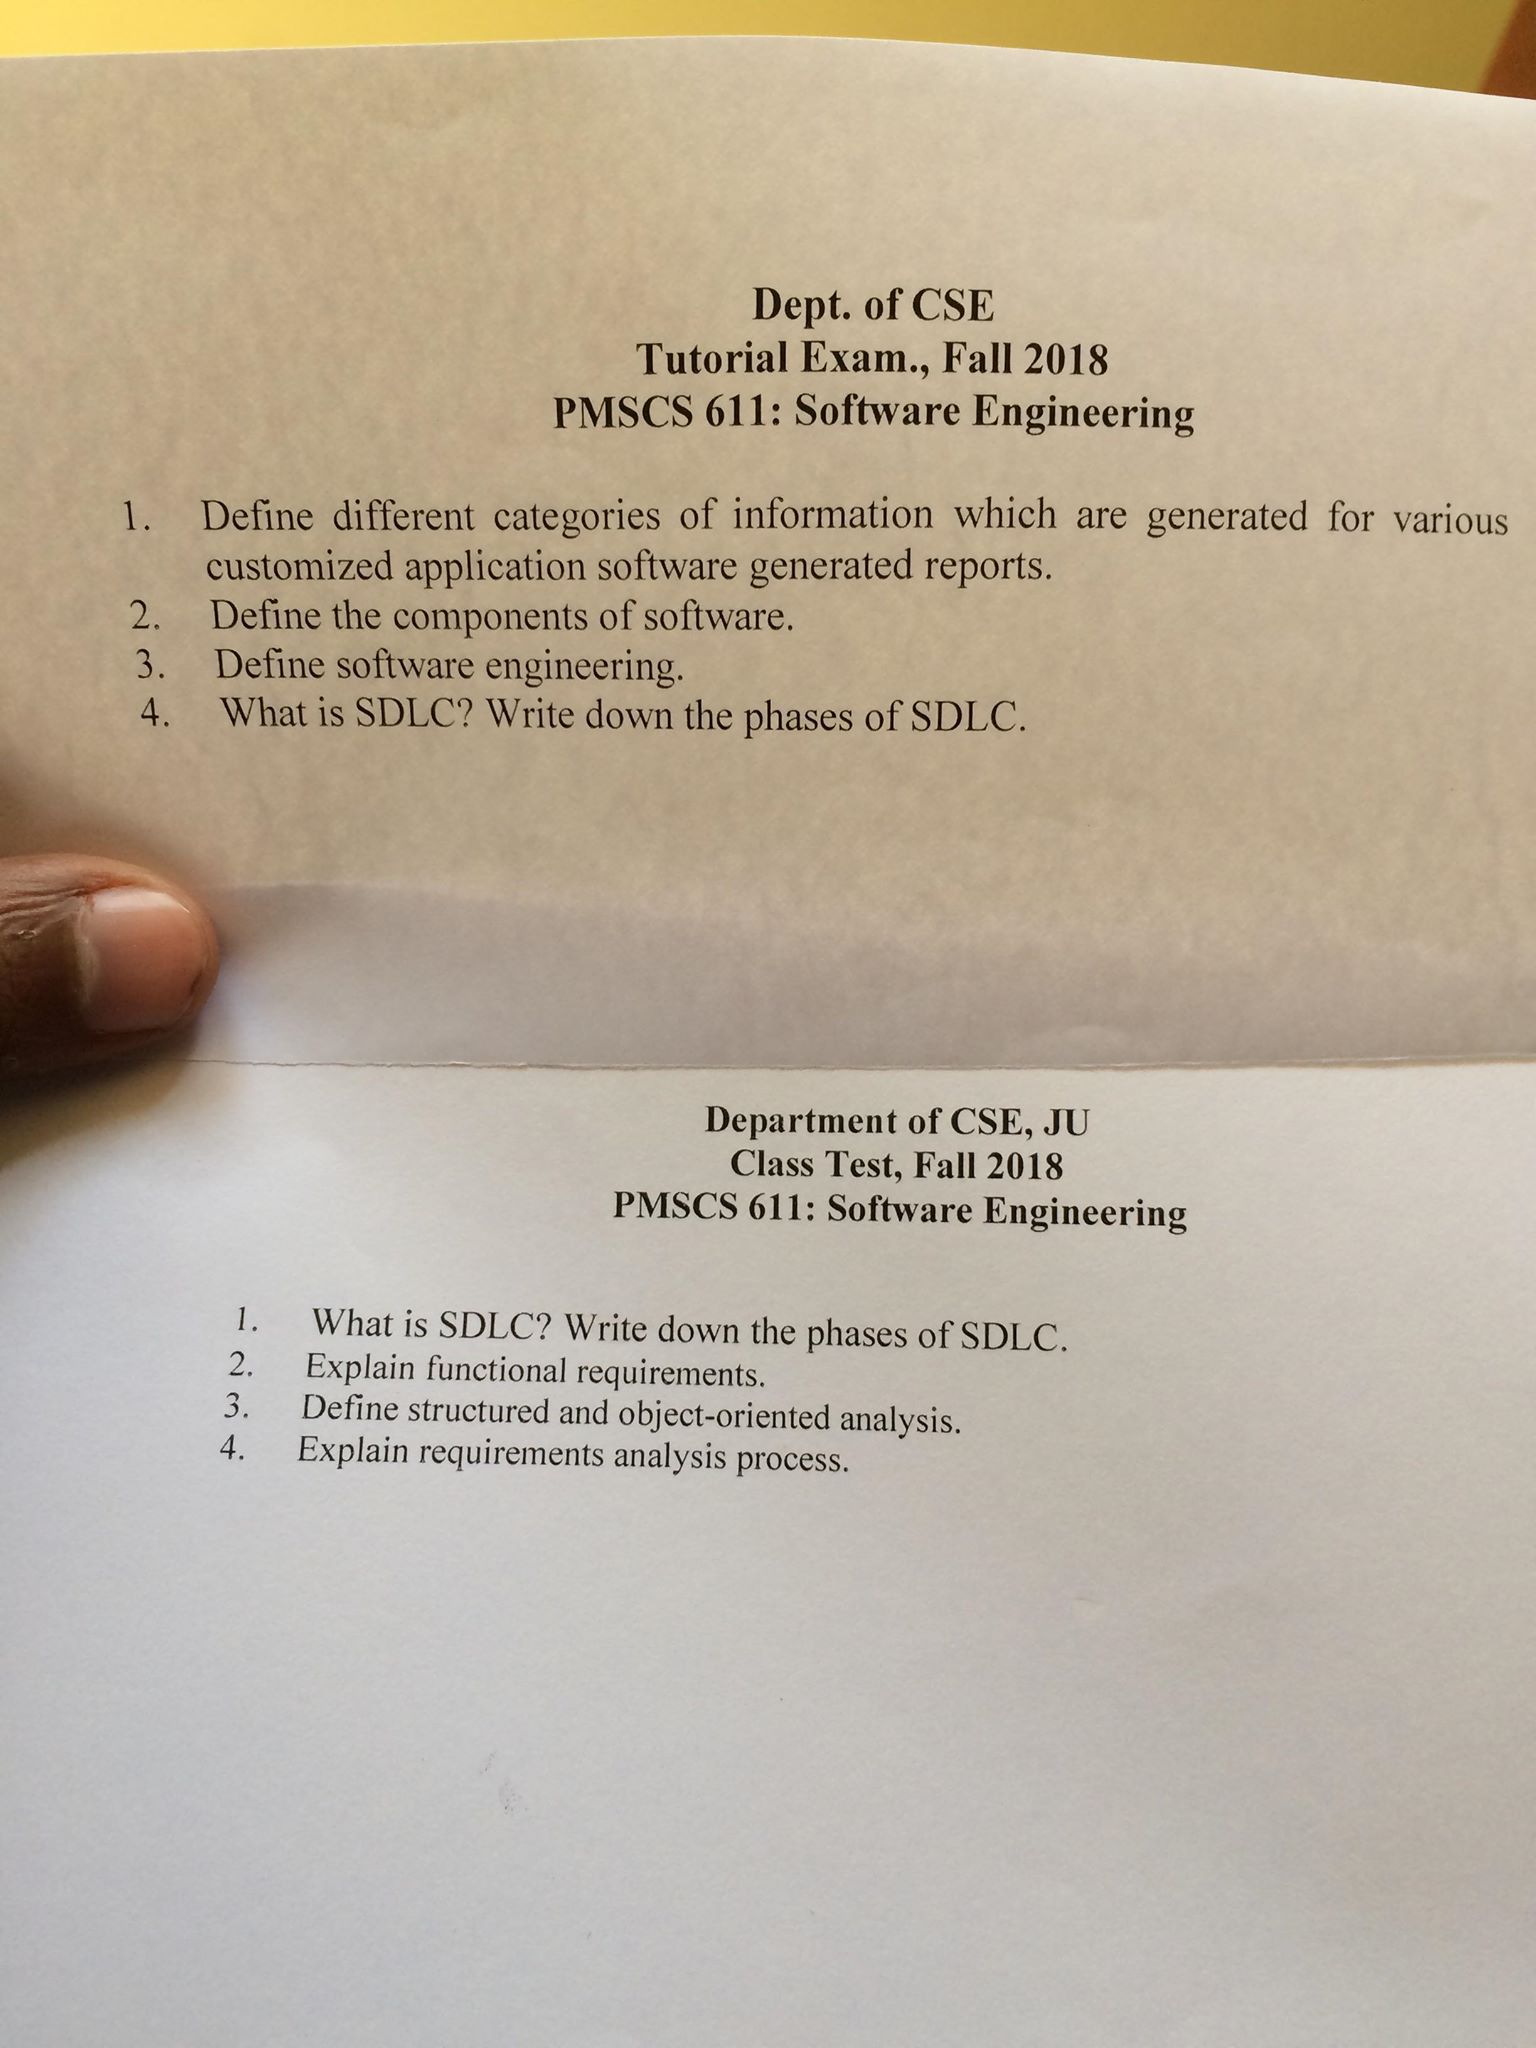 Dept. of CSE
Tutorial Exam., Fall 2018
PMSCS 611: Software Engineering
1. Define different categories of information which are generated for various
customized application software generated reports.
2. Define the components of software.
3. Define software engineering.
4. What is SDLC? Write down the phases of SDLC.
Department of CSE, JU
Class Test, Fall 2018
PMSCS 611: Software Engineering
1. What is SDLC? Write down the phases of SDLC.
2. Explain functional requirements.
3. Define structured and object-oriented analysis.
4. Explain requirements analysis process.